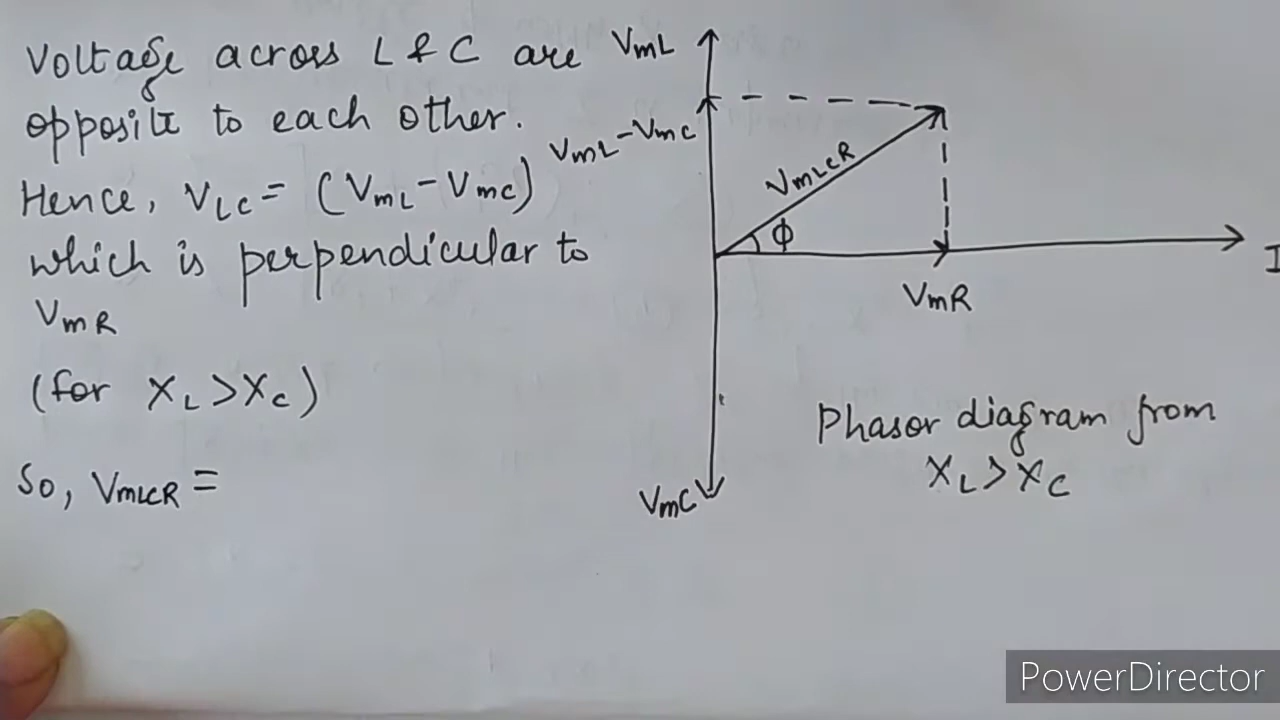 Voltage across L & C are
opposite to each other.
Hence, VLC = (VmL - Vmc)
which is perpendicular to
VmR
(for XL > XC)
So, VmLCR =
VmL
VmL - Vmc
VmLCR
ϕ
I
VmR
VmC
Phasor diagram from
XL > XC
PowerDirector